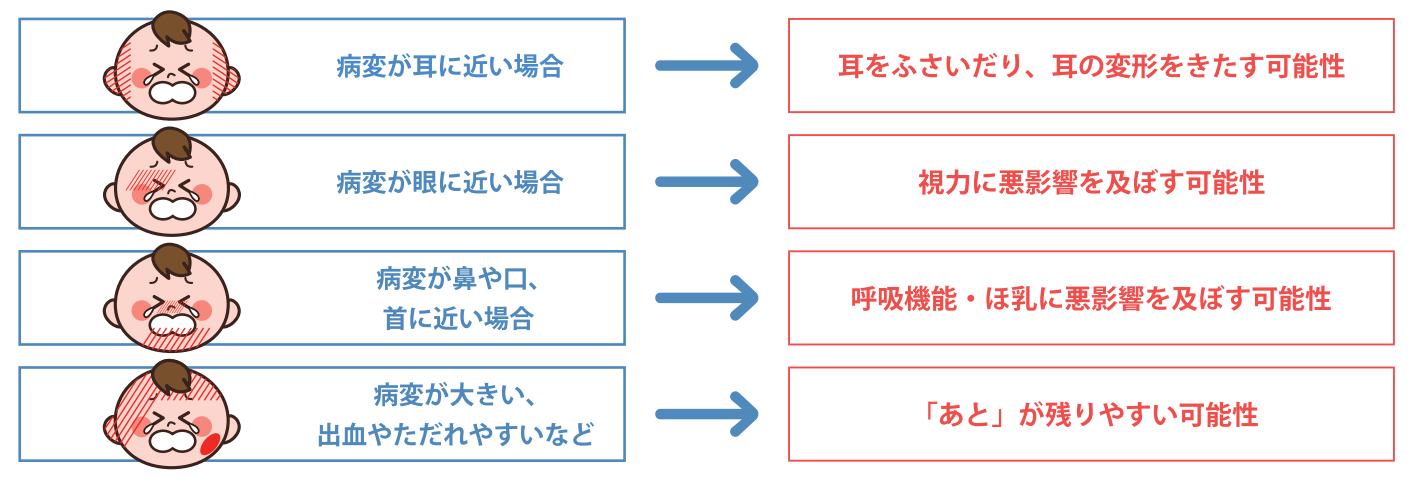 病変が耳に近い場合
耳をふさいだり、耳の変形をきたす可能性
病変が眼に近い場合
視力に悪影響を及ぼす可能性
病変が鼻や口、
首に近い場合
呼吸機能・ほ乳に悪影響を及ぼす可能性
病変が大きい、
出血やただれやすいなど
「あと」が残りやすい可能性